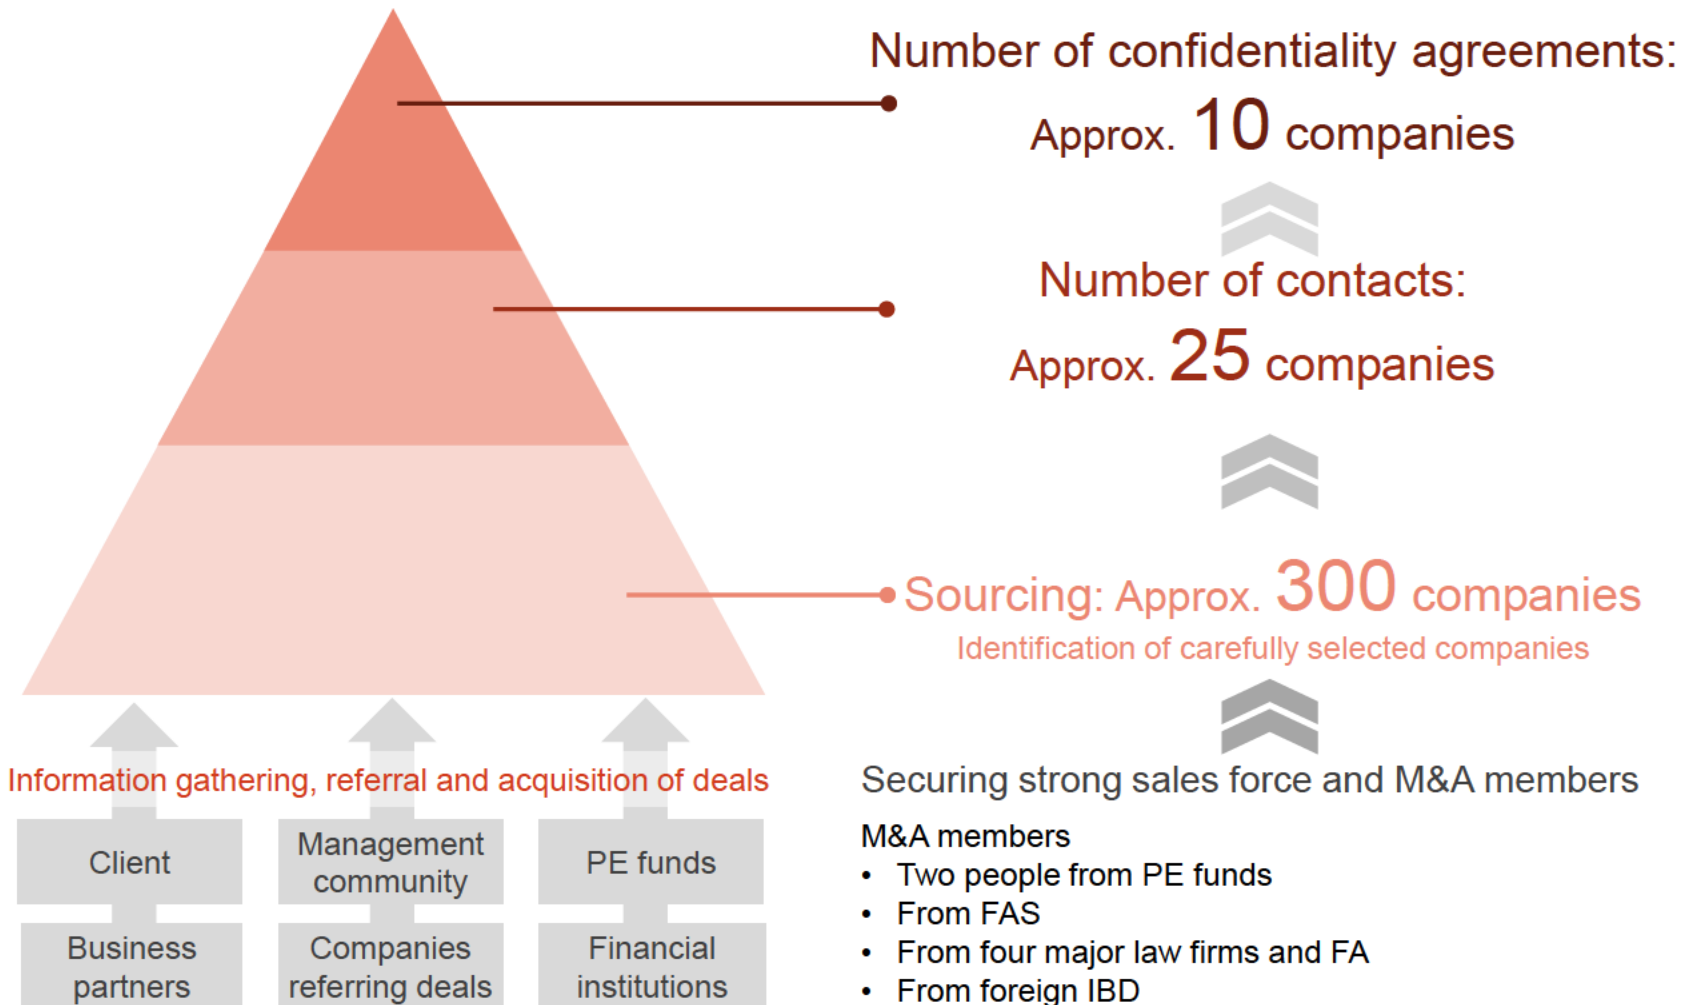 Number of confidentiality agreements:
Approx. 10 companies
Number of contacts:
Approx. 25 companies
Sourcing: Approx. 300 companies
Identification of carefully selected companies
Information gathering, referral and acquisition of deals
Client
Management
community
PE funds
Business
partners
Companies
referring deals
Financial
institutions
Securing strong sales force and M&A members
M&A members
• Two people from PE funds
• From FAS
• From four major law firms and FA
• From foreign IBD